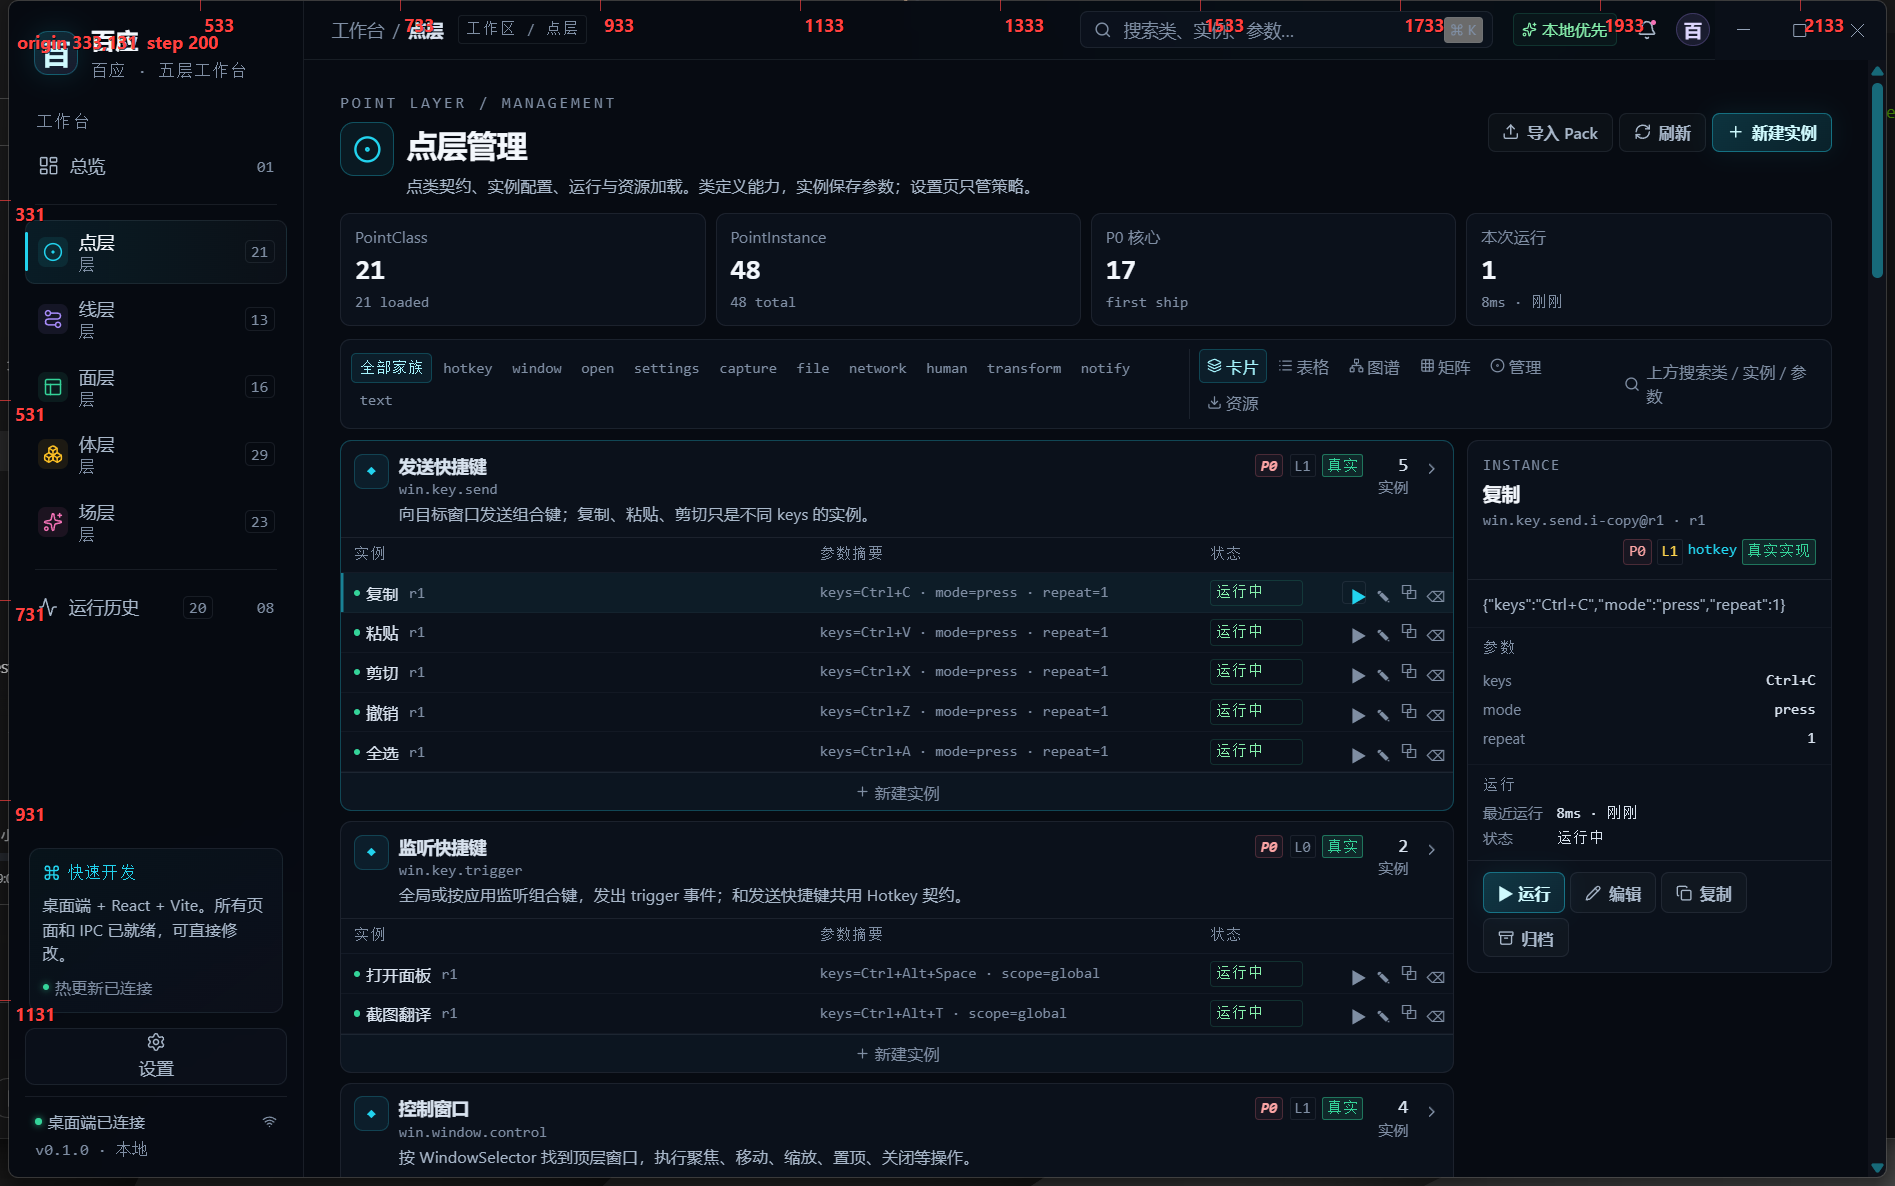 origin 333,131 step 200
533
733
933
1133
1333
1533
1733
1933
2133
百
百应
百应 · 五层工作台
工作台 / 点层
工作区 / 点层
搜索类、实例、参数...
⌘ K
本地优先
百
工作台
总览 01
331
点层
层
21
线层
层
13
面层
层
16
531
体层
层
29
场层
层
23
731
运行历史 20 08
931
⌘ 快速开发
桌面端 + React + Vite。所有页
面和 IPC 已就绪，可直接修
改。
热更新已连接
1131
设置
桌面端已连接
v0.1.0 · 本地
POINT LAYER / MANAGEMENT
点层管理
点类契约、实例配置、运行与资源加载。类定义能力，实例保存参数；设置页只管策略。
导入 Pack
刷新
+ 新建实例
PointClass
21
21 loaded
PointInstance
48
48 total
P0 核心
17
first ship
本次运行
1
8ms · 刚刚
全部家族 hotkey window open settings capture file network human transform notify
text
卡片 表格 图谱 矩阵 管理
资源
上方搜索类 / 实例 / 参
数
发送快捷键
win.key.send
向目标窗口发送组合键；复制、粘贴、剪切只是不同 keys 的实例。
P0 L1 真实 5
实例
实例 参数摘要 状态
复制 r1 keys=Ctrl+C · mode=press · repeat=1 运行中
粘贴 r1 keys=Ctrl+V · mode=press · repeat=1 运行中
剪切 r1 keys=Ctrl+X · mode=press · repeat=1 运行中
撤销 r1 keys=Ctrl+Z · mode=press · repeat=1 运行中
全选 r1 keys=Ctrl+A · mode=press · repeat=1 运行中
+ 新建实例
监听快捷键
win.key.trigger
全局或按应用监听组合键，发出 trigger 事件；和发送快捷键共用 Hotkey 契约。
P0 L0 真实 2
实例
实例 参数摘要 状态
打开面板 r1 keys=Ctrl+Alt+Space · scope=global 运行中
截图翻译 r1 keys=Ctrl+Alt+T · scope=global 运行中
+ 新建实例
控制窗口
win.window.control
按 WindowSelector 找到顶层窗口，执行聚焦、移动、缩放、置顶、关闭等操作。
P0 L1 真实 4
实例
INSTANCE
复制
win.key.send.i-copy@r1 · r1
P0 L1 hotkey 真实实现
{"keys":"Ctrl+C","mode":"press","repeat":1}
参数
keys Ctrl+C
mode press
repeat 1
运行
最近运行 8ms · 刚刚
状态 运行中
运行
编辑
复制
归档